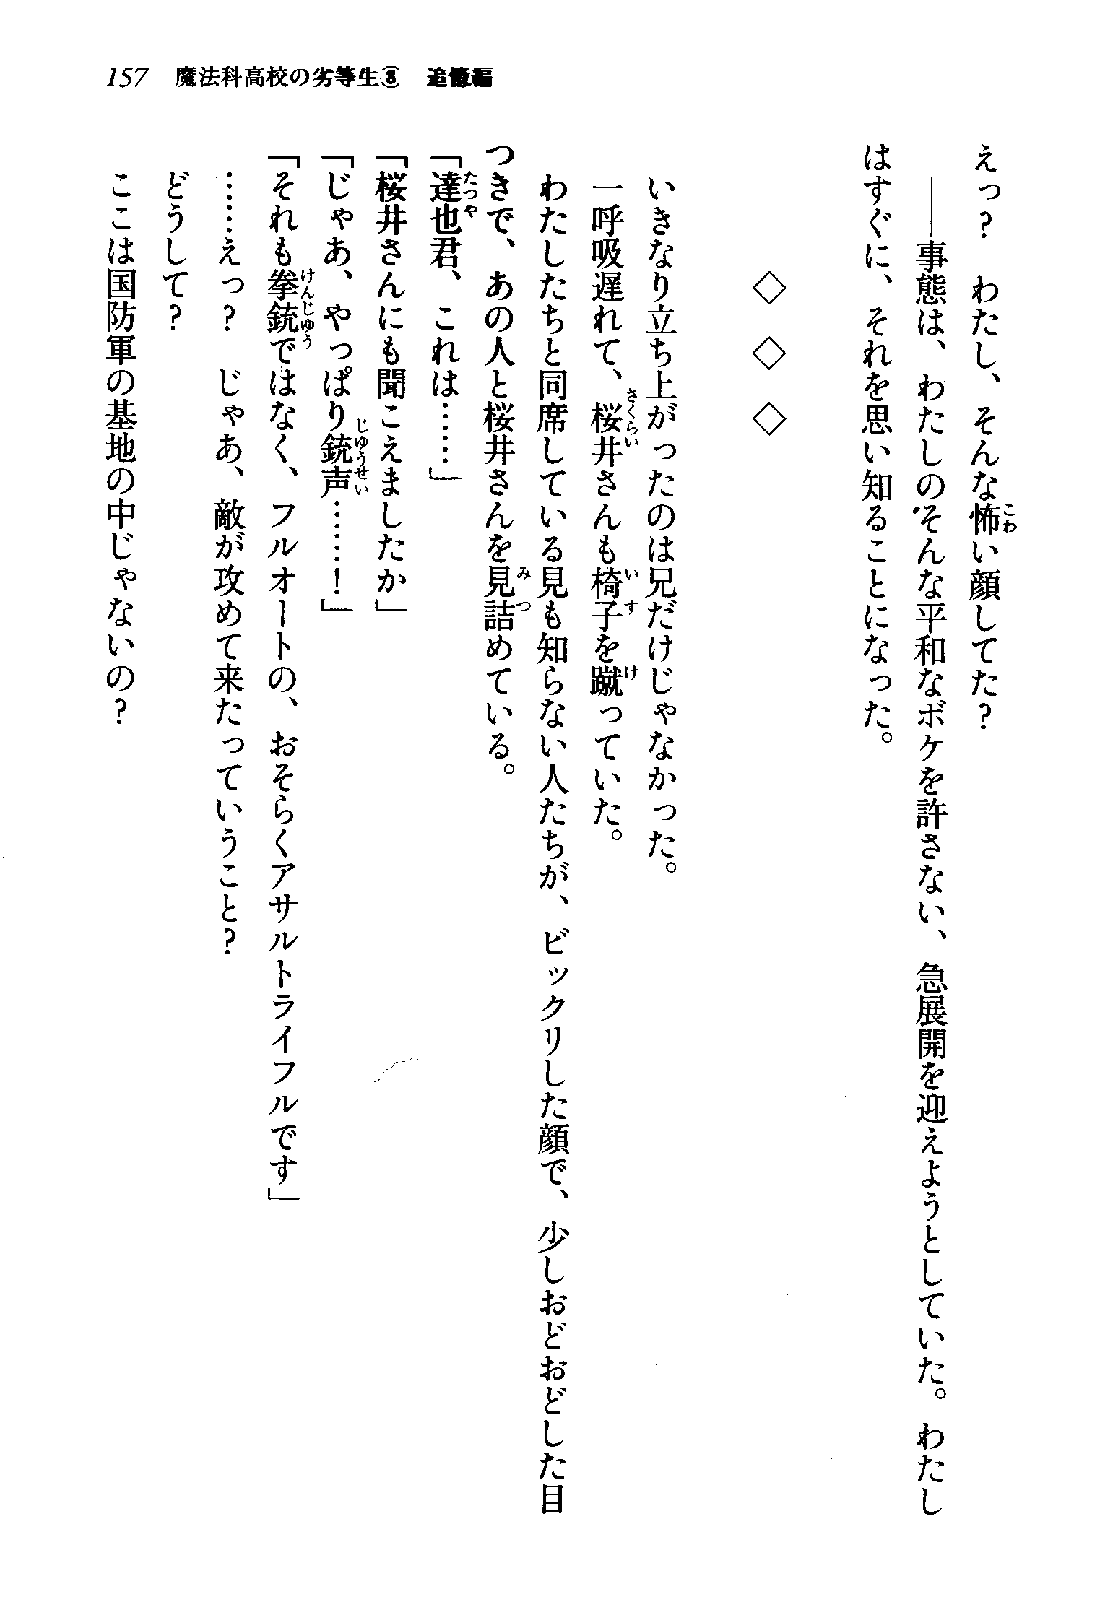 157 魔法科高校の劣等生⑧ 追憶編
えっ? わたし、そんな怖い顔してた?
――事態は、わたしのそんな平和なボケを許さない、急展開を迎えようとしていた。わたし
はすぐに、それを思い知ることになった。
◇ ◇ ◇
いきなり立ち上がったのは兄だけじゃなかった。
一呼吸遅れて、桜井さんも椅子を蹴っていた。
わたしたちと同席している見も知らない人たちが、ビックリした顔で、少しおどおどした目
つきで、あの人と桜井さんを見詰めている。
「達也君、これは……」
「桜井さんにも聞こえましたか」
「じゃあ、やっぱり銃声……!」
「それも拳銃ではなく、フルオートの、おそらくアサルトライフルです」
……えっ? じゃあ、敵が攻めて来たっていうこと?
どうして?
ここは国防軍の基地の中じゃないの?